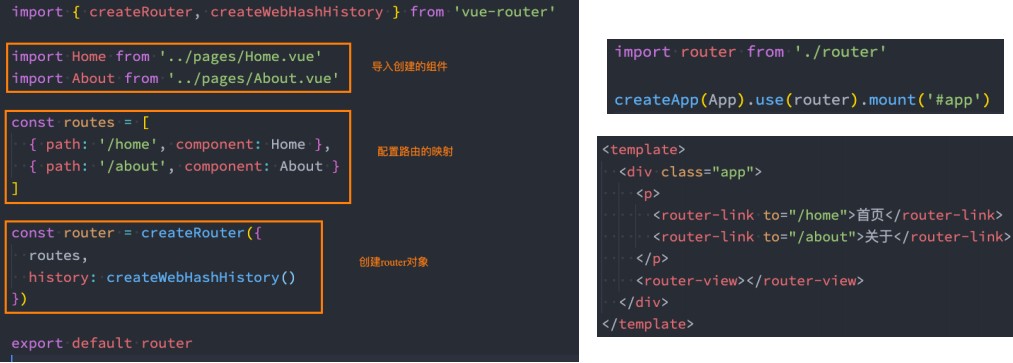 import { createRouter, createWebHashHistory } from 'vue-router'
import Home from '../pages/Home.vue'
import About from '../pages/About.vue'
导入创建的组件
const routes = [
  { path: '/home', component: Home },
  { path: '/about', component: About }
]
配置路由的映射
const router = createRouter({
  routes,
  history: createWebHashHistory()
})
创建router对象
export default router
import router from './router'
createApp(App).use(router).mount('#app')
<template>
  <div class="app">
    <p>
      <router-link to="/home">首页</router-link>
      <router-link to="/about">关于</router-link>
    </p>
    <router-view></router-view>
  </div>
</template>